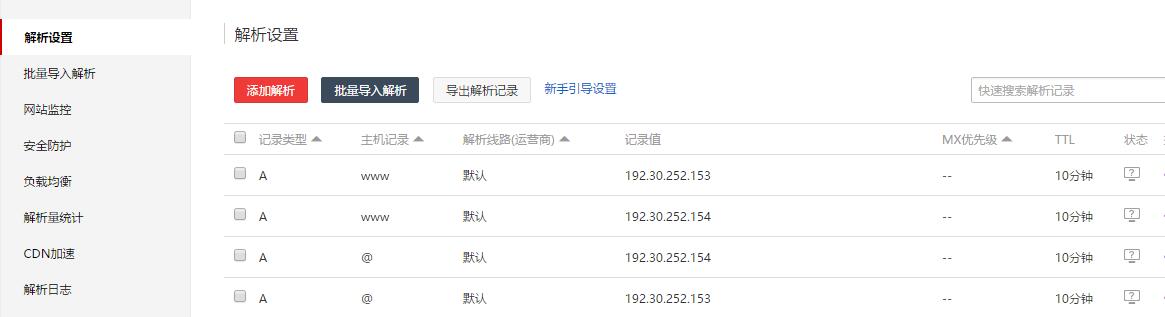 解析设置
批量导入解析
网站监控
安全防护
负载均衡
解析量统计
CDN加速
解析日志
解析设置
添加解析 批量导入解析 导出解析记录 新手引导设置 快速搜索解析记录
记录类型 主机记录 解析线路(运营商) 记录值 MX优先级 TTL 状态
A www 默认 192.30.252.153 -- 10分钟
A www 默认 192.30.252.154 -- 10分钟
A @ 默认 192.30.252.154 -- 10分钟
A @ 默认 192.30.252.153 -- 10分钟